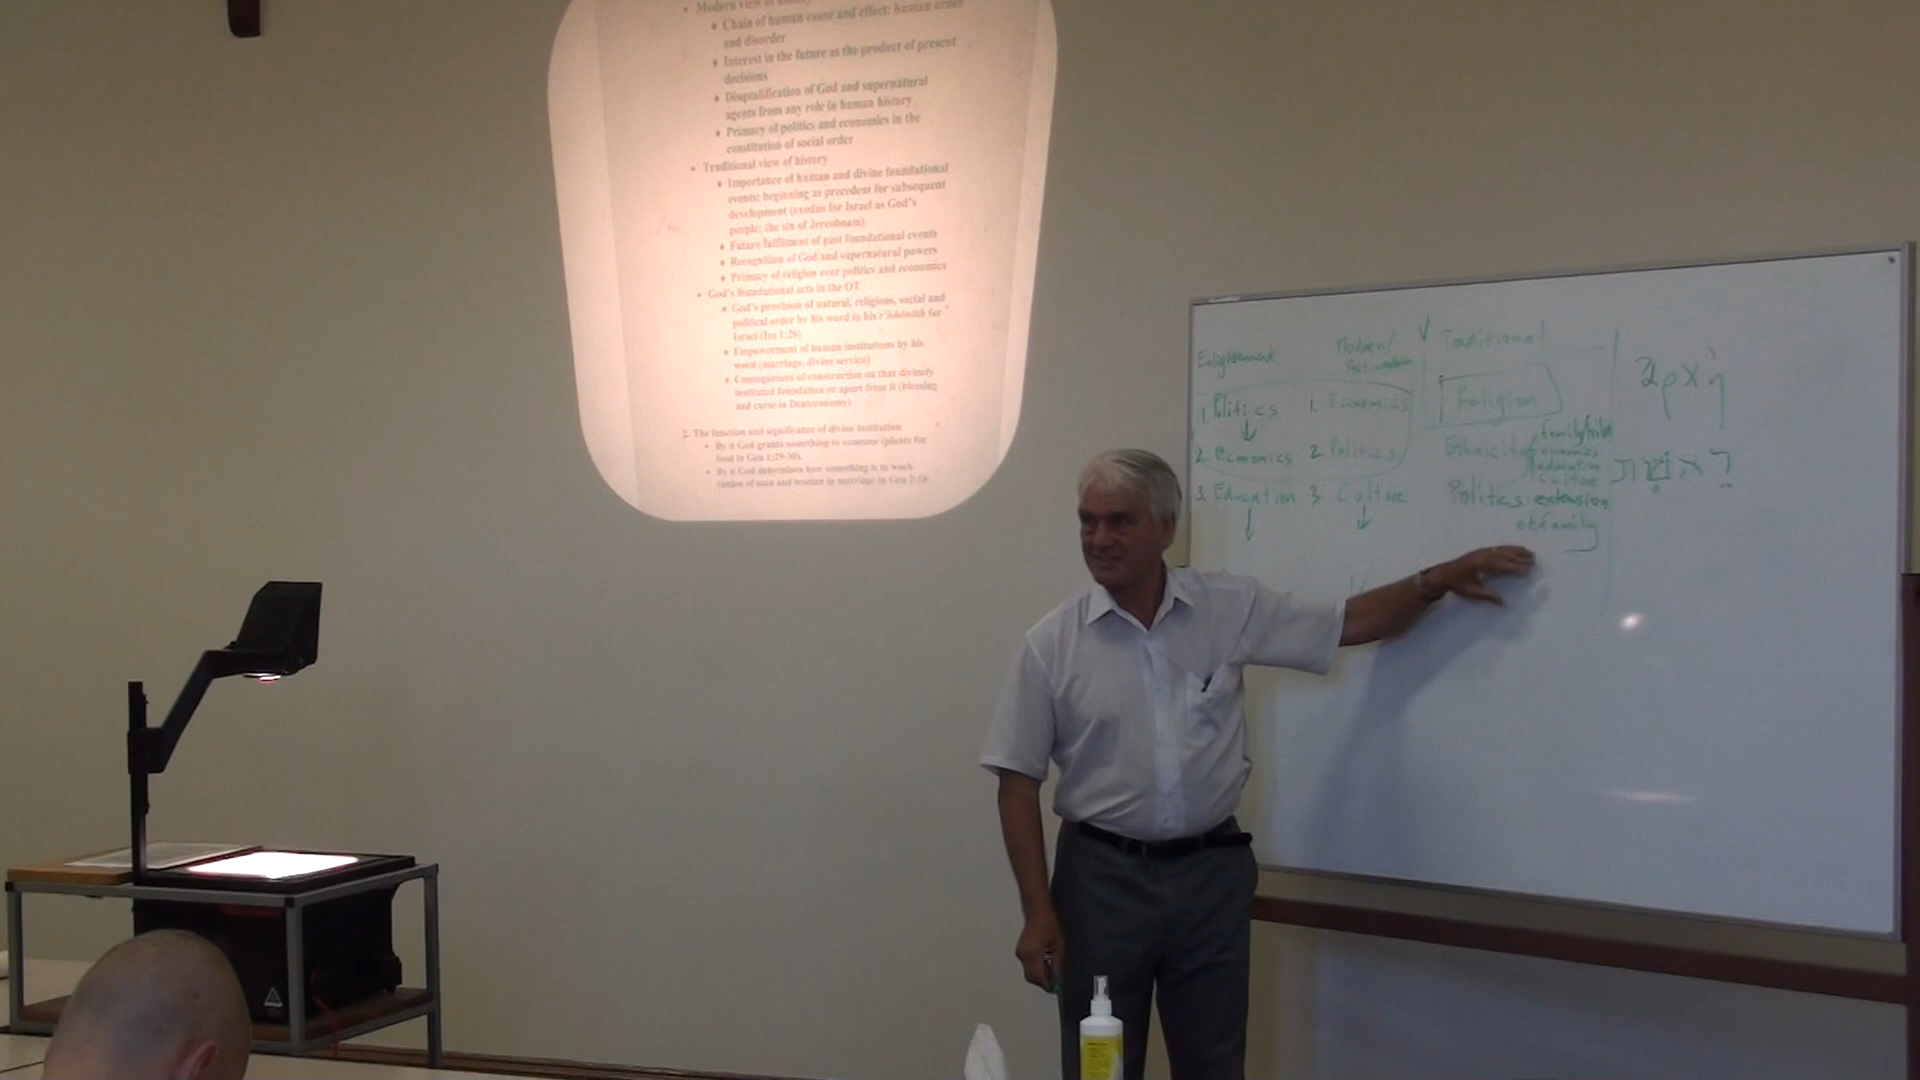 Modern view of history
Chain of human cause and effect: human order
and disorder
Interest in the future as the product of present
decisions
Disqualification of God and supernatural
agents from any role in human history
Primacy of politics and economics in the
constitution of social order
Traditional view of history
Importance of human and divine foundational
events: beginning as precedent for subsequent
development (exodus for Israel as God's
people; the sin of Jereoboam)
Future fulfilment of past foundational events
Recognition of God and supernatural powers
Primacy of religion over politics and economics
God's foundational acts in the OT
God's provision of natural, religious, social and
political order by his word in his for
Israel (Isa 1:26)
Empowerment of human institutions by his
word (marriage, divine service)
Consequences of construction on that divinely
instituted foundation or apart from it (blessing
and curse in Deuteronomy)
2. The function and significance of divine institution
By it God grants something to someone (plants for
food in Gen 1:29-30).
By it God determines how something is to work
(union of man and woman in marriage in Gen 2:18-
Enlightenment
1. Politics
2. Economics
3. Education
Modern/
Post-modern
1. Economics
2. Politics
3. Culture
Traditional
Religion
Ethnicity
family/tribal
economics
education
culture
Politics: extension
of family
ἀρχή